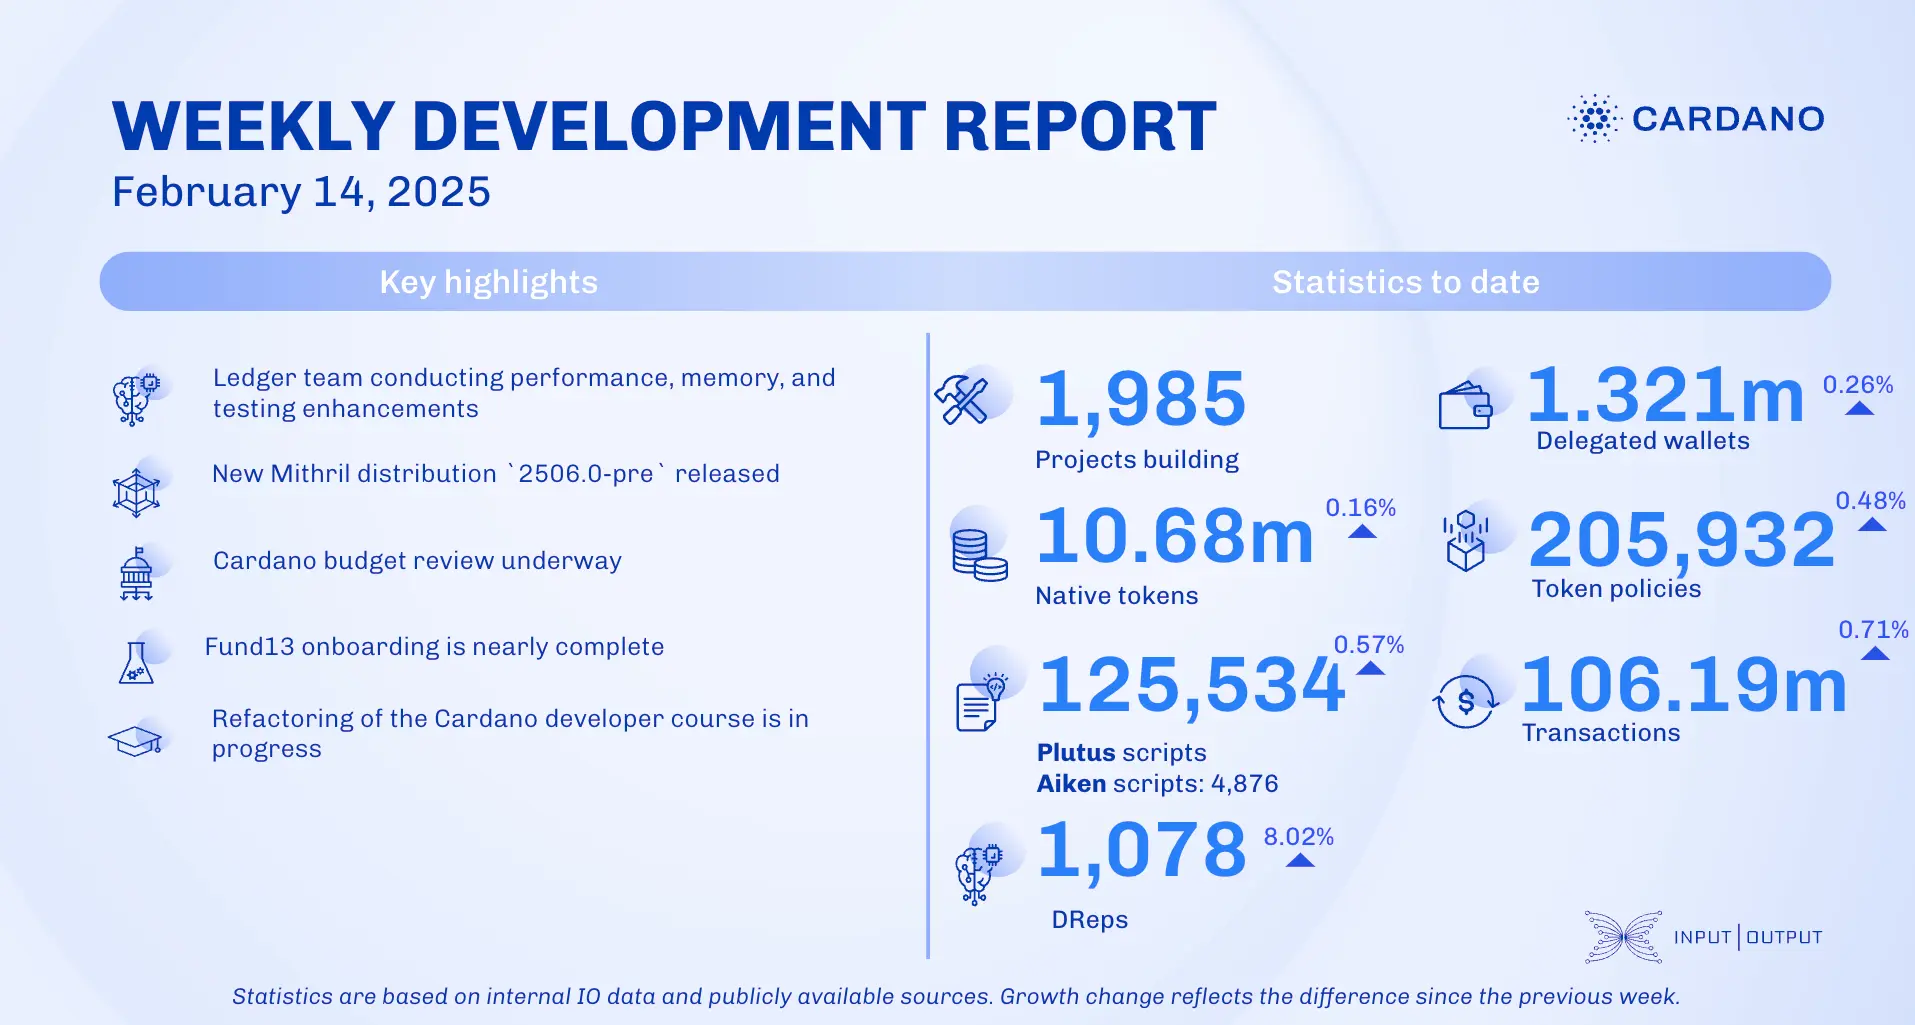 WEEKLY DEVELOPMENT REPORT
February 14, 2025
CARDANO
Key highlights
Statistics to date
Ledger team conducting performance, memory, and
testing enhancements
New Mithril distribution `2506.0-pre` released
Cardano budget review underway
Fund13 onboarding is nearly complete
Refactoring of the Cardano developer course is in
progress
1,985
Projects building
10.68m
0.16%
Native tokens
125,534
0.57%
Plutus scripts
Aiken scripts: 4,876
1,078
8.02%
DReps
1.321m
0.26%
Delegated wallets
205,932
0.48%
Token policies
106.19m
0.71%
Transactions
$
INPUT|OUTPUT
Statistics are based on internal IO data and publicly available sources. Growth change reflects the difference since the previous week.